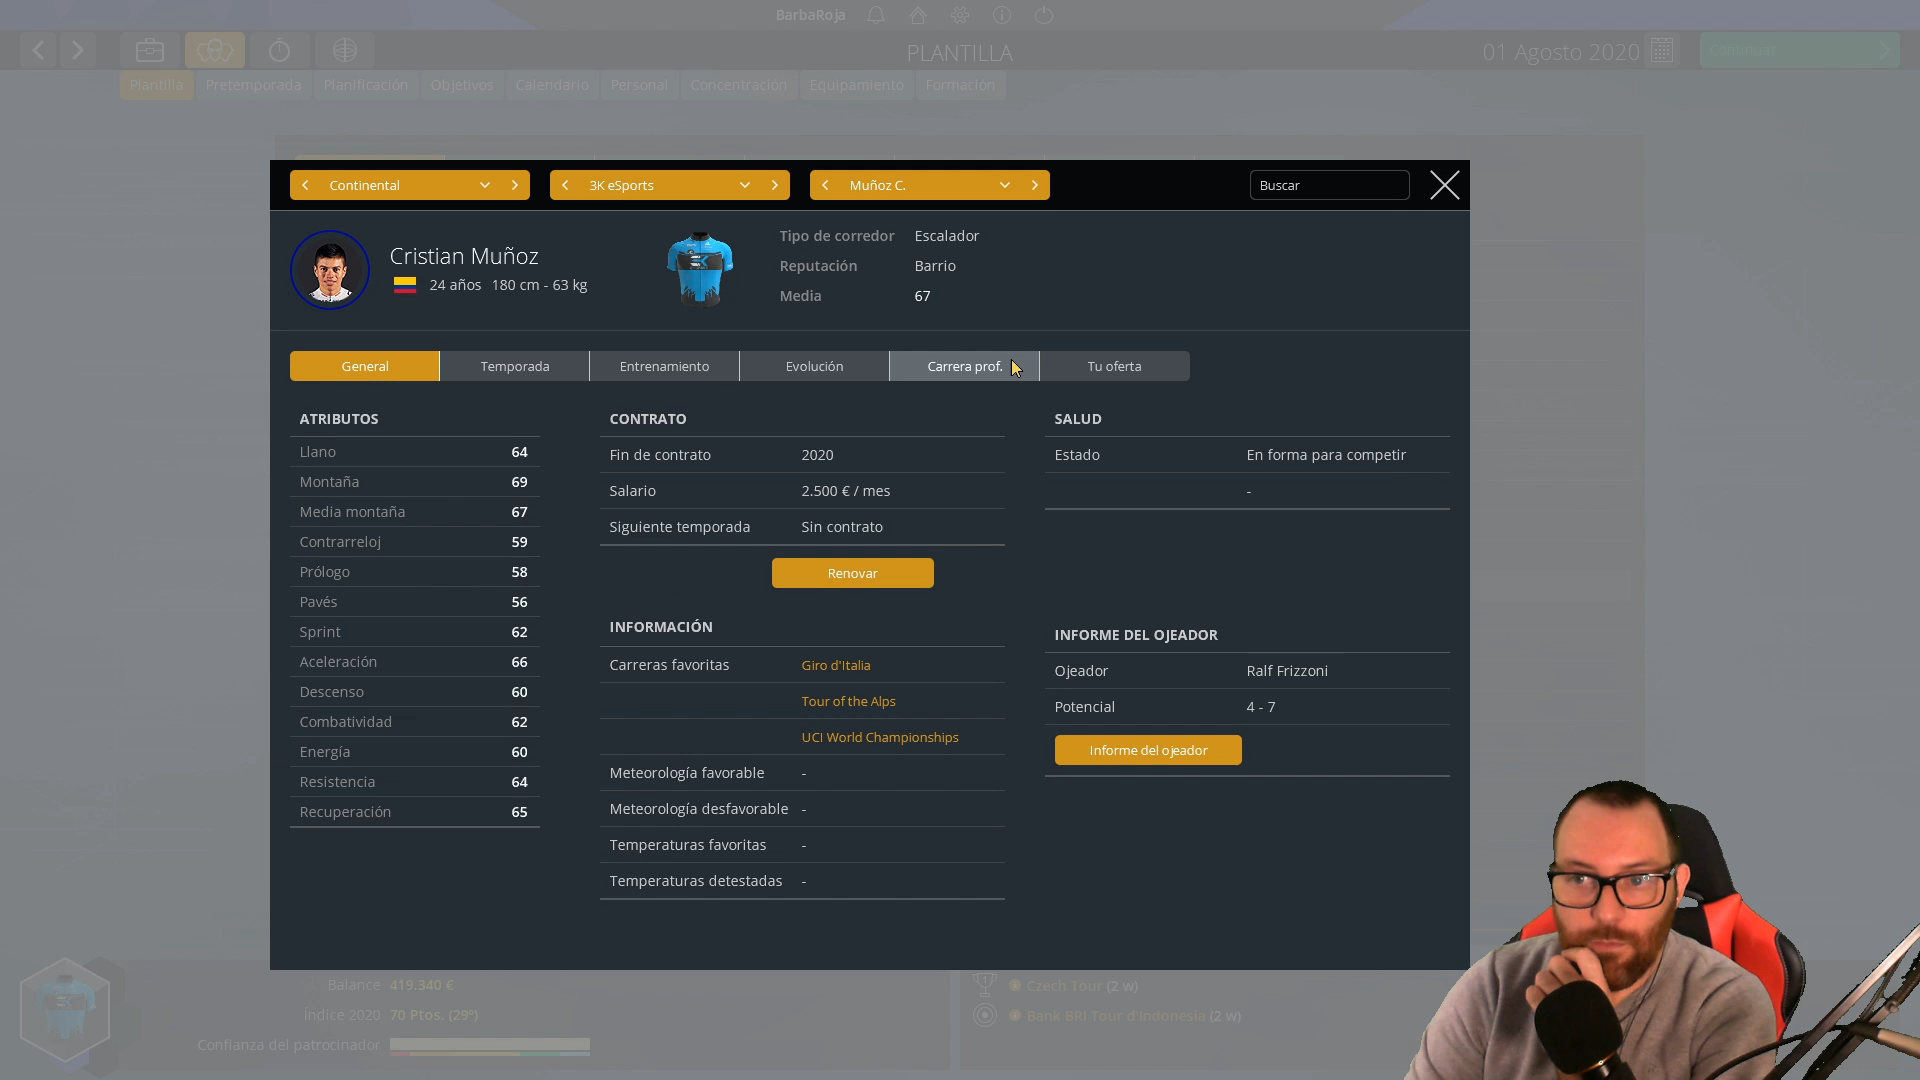 BarbaRoja
PLANTILLA
01 Agosto 2020
Continuar
Plantilla
Pretemporada
Planificación
Objetivos
Calendario
Personal
Concentración
Equipamiento
Formación
Continental
3K eSports
Muñoz C.
Buscar
Cristian Muñoz
24 años 180 cm - 63 kg
Tipo de corredor Escalador
Reputación Barrio
Media 67
General
Temporada
Entrenamiento
Evolución
Carrera prof.
Tu oferta
ATRIBUTOS
Llano 64
Montaña 69
Media montaña 67
Contrarreloj 59
Prólogo 58
Pavés 56
Sprint 62
Aceleración 66
Descenso 60
Combatividad 62
Energía 60
Resistencia 64
Recuperación 65
CONTRATO
Fin de contrato 2020
Salario 2.500 € / mes
Siguiente temporada Sin contrato
Renovar
INFORMACIÓN
Carreras favoritas Giro d'Italia
Tour of the Alps
UCI World Championships
Meteorología favorable -
Meteorología desfavorable -
Temperaturas favoritas -
Temperaturas detestadas -
SALUD
Estado En forma para competir
-
INFORME DEL OJEADOR
Ojeador Ralf Frizzoni
Potencial 4 - 7
Informe del ojeador
Balance 419.340 €
Índice 2020 70 Ptos. (29º)
Confianza del patrocinador
Czech Tour (2 w)
Bank BRI Tour d'Indonesia (2 w)